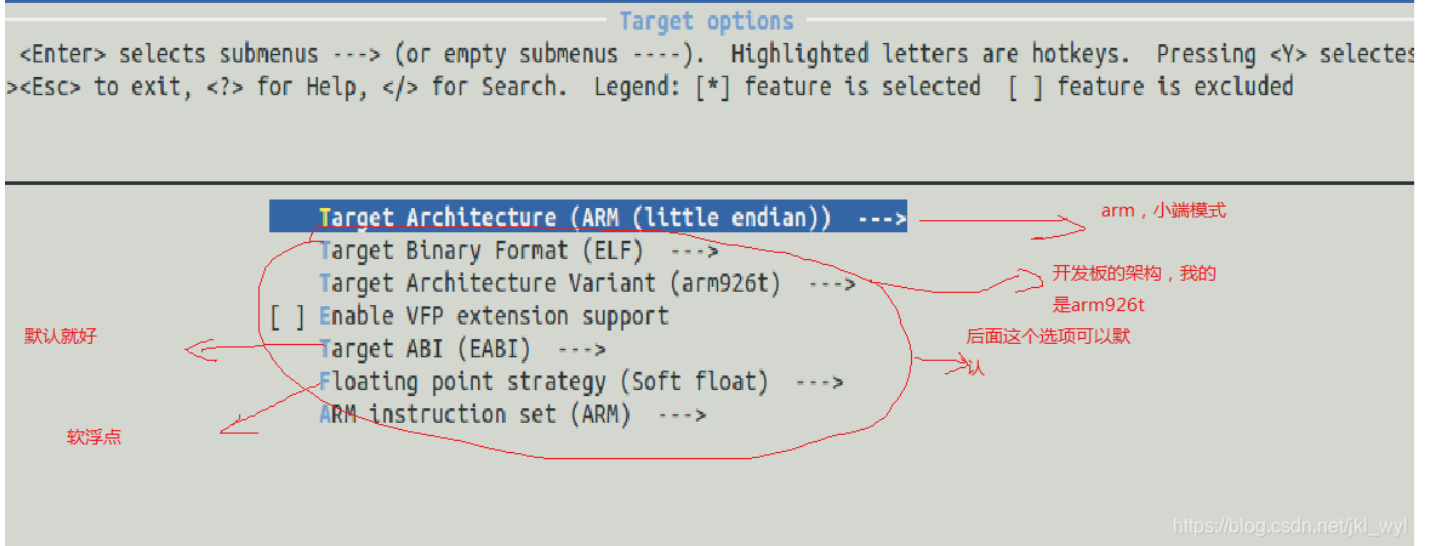 Target options
<Enter> selects submenus ---> (or empty submenus ----).  Highlighted letters are hotkeys.  Pressing <Y> selectes
><Esc> to exit, <?> for Help, </> for Search.  Legend: [*] feature is selected  [ ] feature is excluded
Target Architecture (ARM (little endian))  --->
arm，小端模式
Target Binary Format (ELF)  --->
Target Architecture Variant (arm926t)  --->
开发板的架构，我的
是arm926t
[ ] Enable VFP extension support
默认就好
后面这个选项可以默
认
Target ABI (EABI)  --->
Floating point strategy (Soft float)  --->
ARM instruction set (ARM)  --->
软浮点
https://blog.csdn.net/jkl_wyl